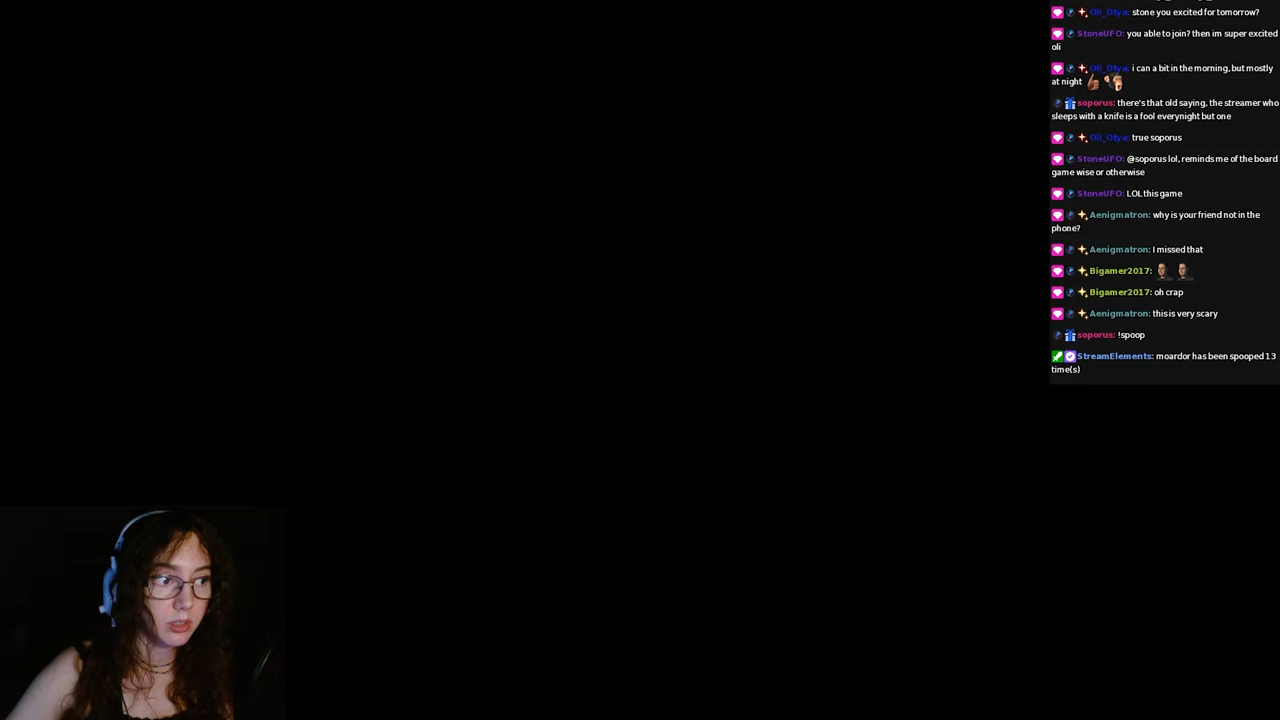 Oli_Otya: stone you excited for tomorrow?
StoneUFO: you able to join? then im super excited
oli
Oli_Otya: i can a bit in the morning, but mostly
at night
soporus: there's that old saying, the streamer who
sleeps with a knife is a fool everynight but one
Oli_Otya: true soporus
StoneUFO: @soporus lol, reminds me of the board
game wise or otherwise
StoneUFO: LOL this game
Aenigmatron: why is your friend not in the
phone?
Aenigmatron: I missed that
Bigamer2017:
Bigamer2017: oh crap
Aenigmatron: this is very scary
soporus: !spoop
StreamElements: moardor has been spooped 13
time(s)